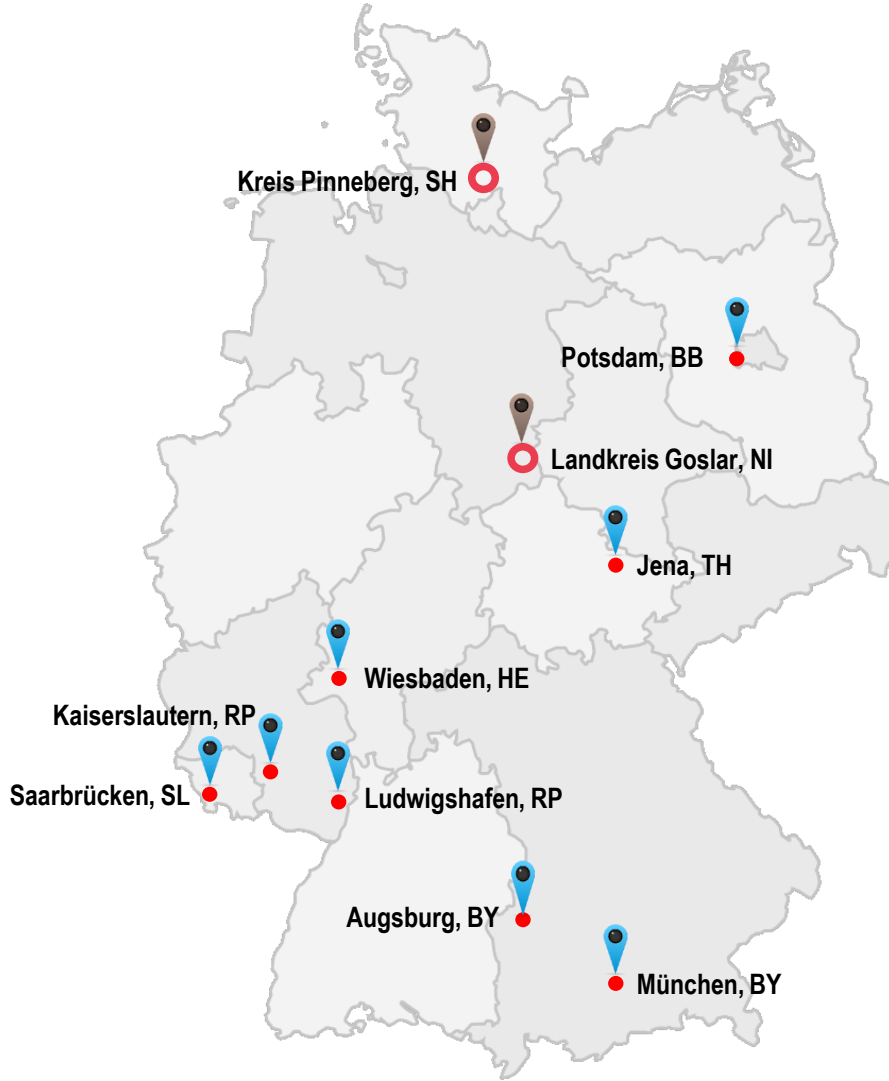 Kreis Pinneberg, SH
Potsdam, BB
Landkreis Goslar, NI
Jena, TH
Wiesbaden, HE
Kaiserslautern, RP
Saarbrücken, SL
Ludwigshafen, RP
Augsburg, BY
München, BY